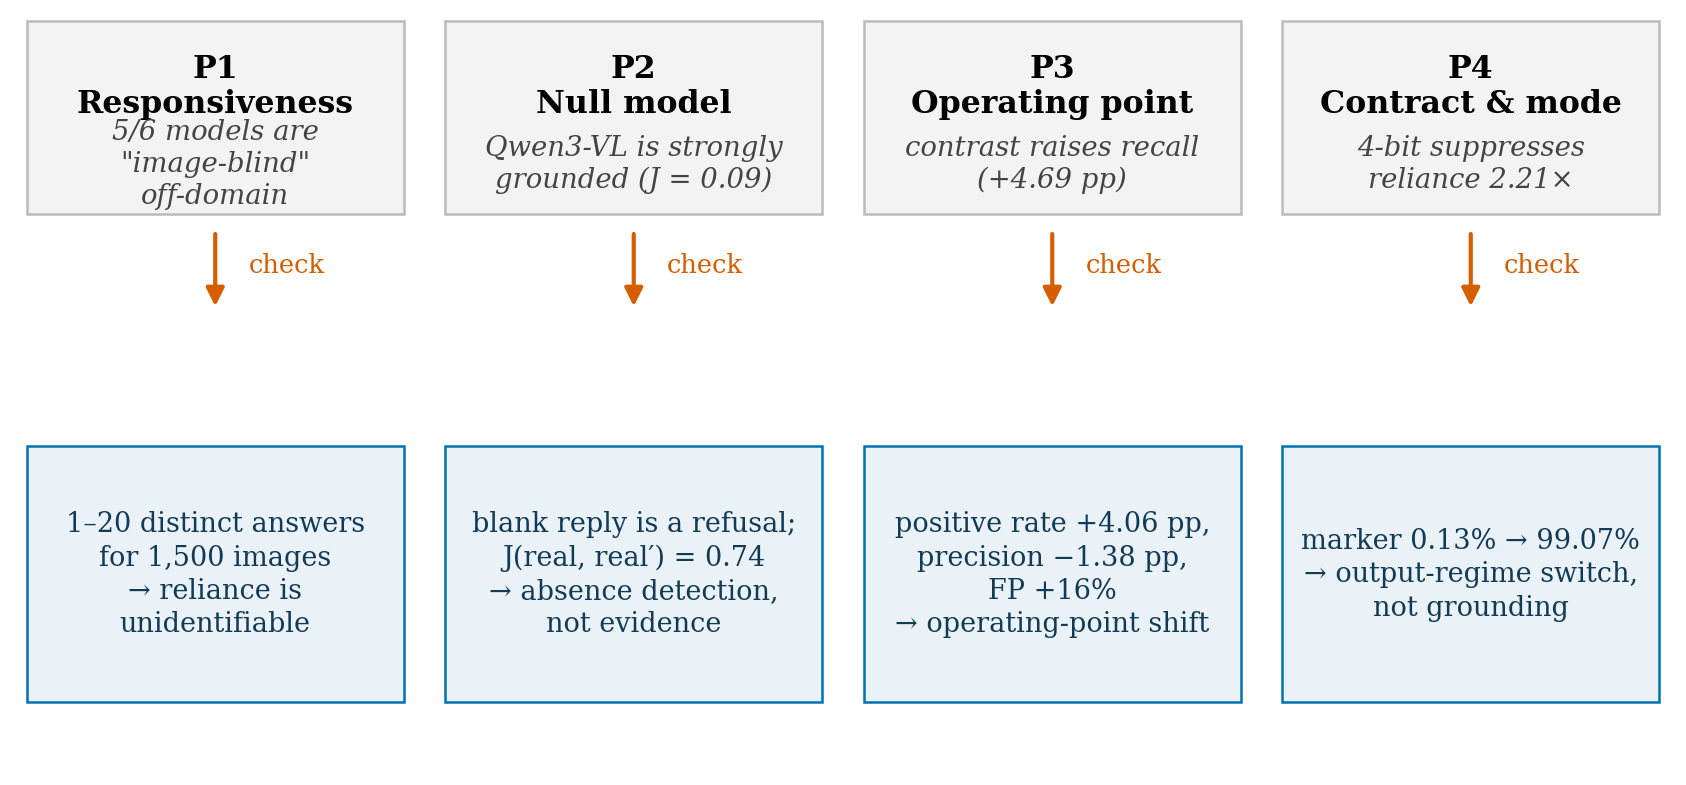 P1
Responsiveness
5/6 models are
"image-blind"
off-domain
P2
Null model
Qwen3-VL is strongly
grounded (J = 0.09)
P3
Operating point
contrast raises recall
(+4.69 pp)
P4
Contract & mode
4-bit suppresses
reliance 2.21×
check
check
check
check
1–20 distinct answers
for 1,500 images
→ reliance is
unidentifiable
blank reply is a refusal;
J(real, real′) = 0.74
→ absence detection,
not evidence
positive rate +4.06 pp,
precision −1.38 pp,
FP +16%
→ operating-point shift
marker 0.13% → 99.07%
→ output-regime switch,
not grounding